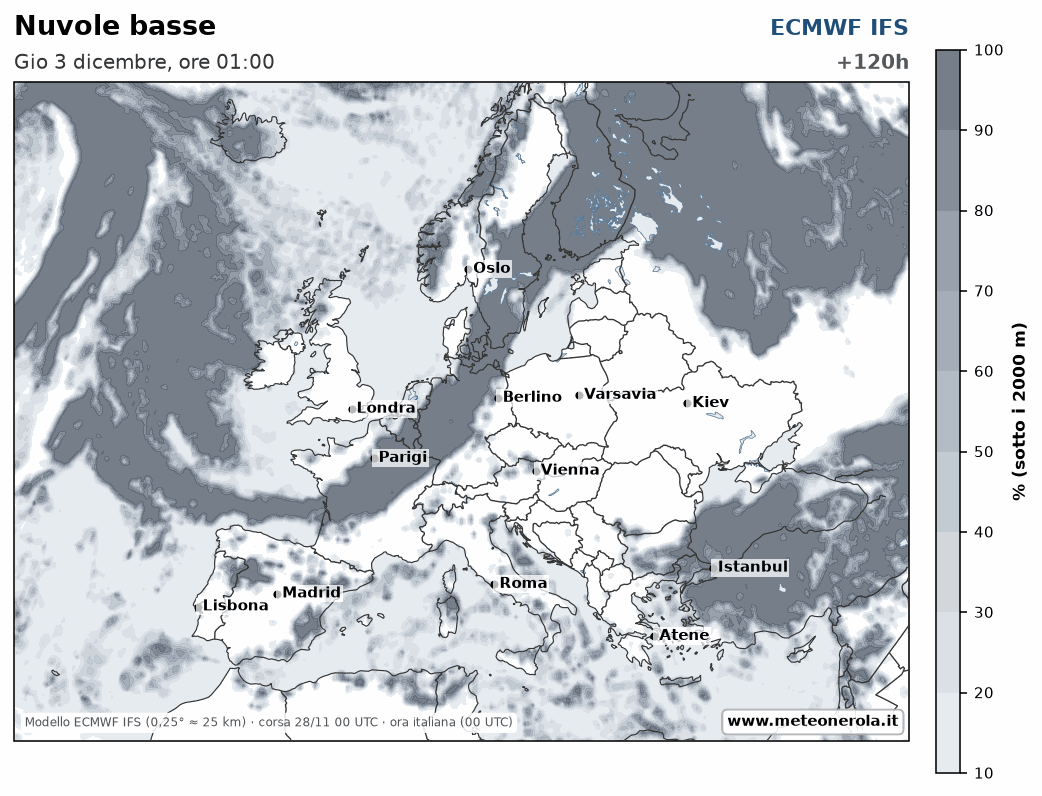 Nuvole basse
ECMWF IFS
Gio 3 dicembre, ore 01:00
+120h
Oslo
Londra
Berlino
Varsavia
Kiev
Parigi
Vienna
Istanbul
Madrid
Roma
Lisbona
Atene
Modello ECMWF IFS (0,25° ≈ 25 km) · corsa 28/11 00 UTC · ora italiana (00 UTC)
www.meteonerola.it
100
90
80
70
60
50
40
30
20
10
% (sotto i 2000 m)